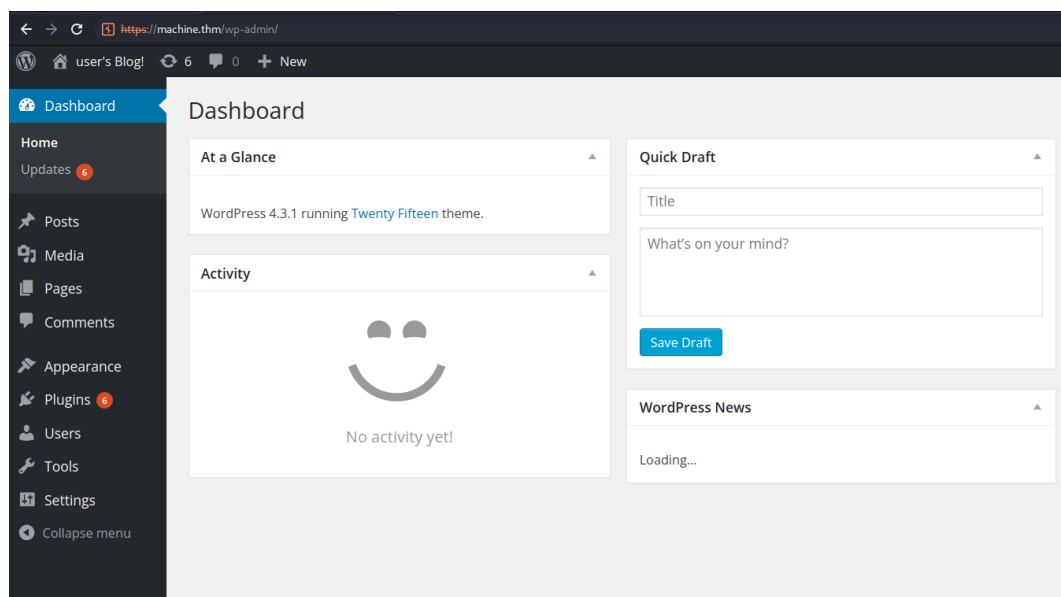 https://machine.thm/wp-admin/
user's Blog! 6 0 New
Dashboard
Home
Updates 6
Posts
Media
Pages
Comments
Appearance
Plugins 6
Users
Tools
Settings
Collapse menu
Dashboard
At a Glance
WordPress 4.3.1 running Twenty Fifteen theme.
Activity
No activity yet!
Quick Draft
Title
What's on your mind?
Save Draft
WordPress News
Loading...